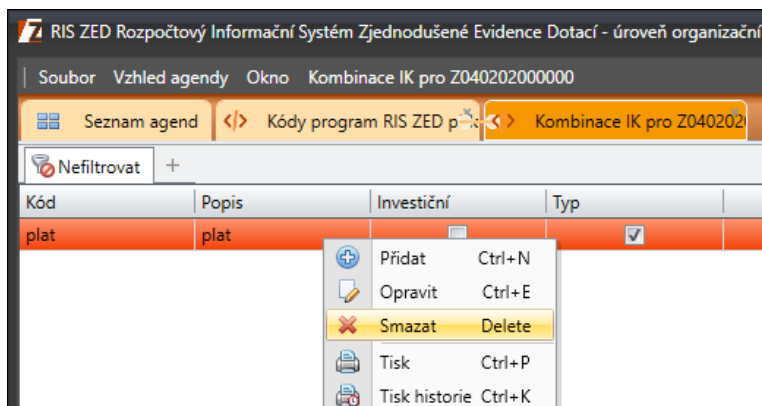 RIS ZED Rozpočtový Informační Systém Zjednodušené Evidence Dotací - úroveň organizační
Soubor Vzhled agendy Okno Kombinace IK pro Z040202000000
Seznam agend Kódy program RIS ZED Kombinace IK pro Z040202
Nefiltrovat +
Kód Popis Investiční Typ
plat plat
Přidat Ctrl+N
Opravit Ctrl+E
Smazat Delete
Tisk Ctrl+P
Tisk historie Ctrl+K